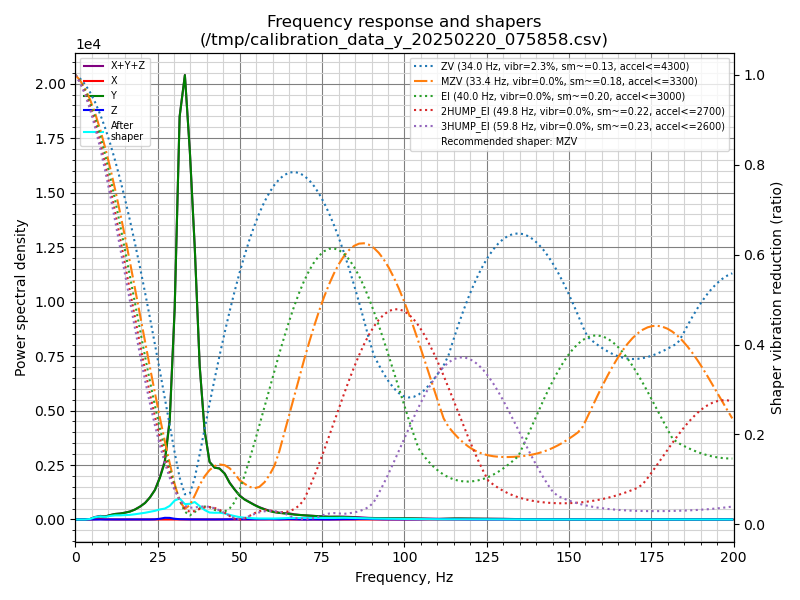 Frequency response and shapers
(/tmp/calibration_data_y_20250220_075858.csv)
1e4
X+Y+Z
X
Y
Z
After
shaper
ZV (34.0 Hz, vibr=2.3%, sm~=0.13, accel<=4300)
MZV (33.4 Hz, vibr=0.0%, sm~=0.18, accel<=3300)
EI (40.0 Hz, vibr=0.0%, sm~=0.20, accel<=3000)
2HUMP_EI (49.8 Hz, vibr=0.0%, sm~=0.22, accel<=2700)
3HUMP_EI (59.8 Hz, vibr=0.0%, sm~=0.23, accel<=2600)
Recommended shaper: MZV
Power spectral density
2.00
1.75
1.50
1.25
1.00
0.75
0.50
0.25
0.00
1.0
0.8
0.6
0.4
0.2
0.0
Shaper vibration reduction (ratio)
0 25 50 75 100 125 150 175 200
Frequency, Hz